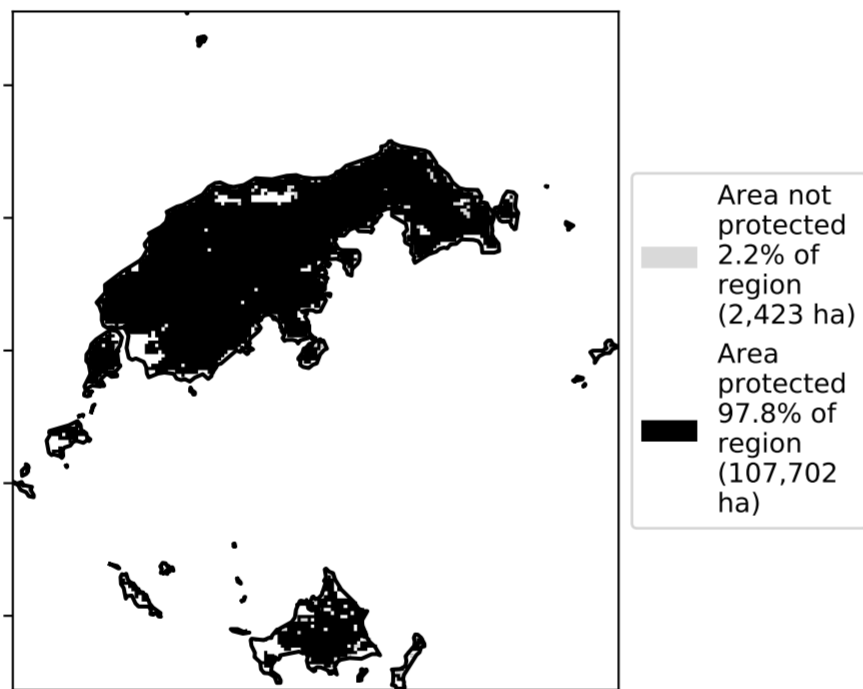 Area not
protected
2.2% of
region
(2,423 ha)
Area
protected
97.8% of
region
(107,702
ha)